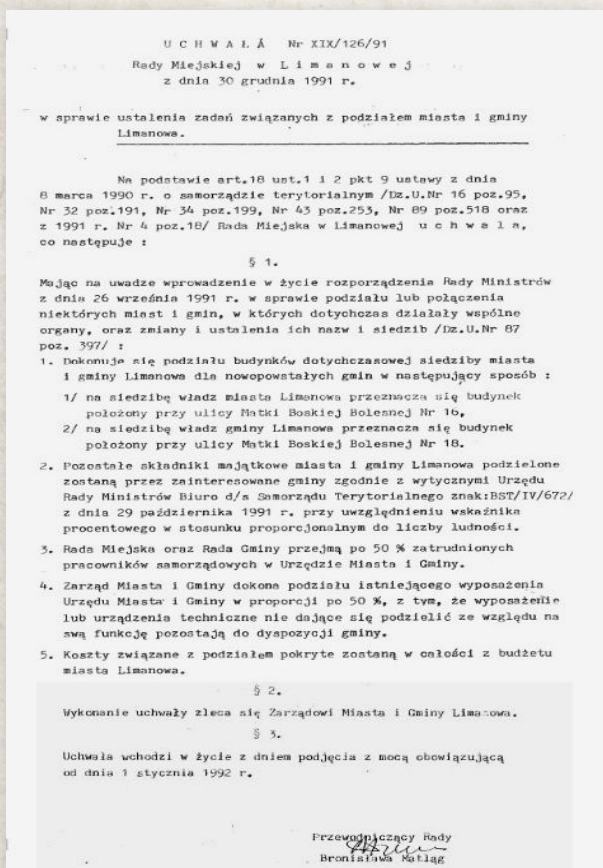 U C H W A Ł Á Nr XIX/126/91
Rady Miejskiej w L i m a n o w e j
z dnia 30 grudnia 1991 r.
w sprawie ustalenia zadań związanych z podziałem miasta i gminy
Limanowa.
Na podstawie art.18 ust.1 i 2 pkt 9 ustawy z dnia
8 marca 1990 r. o samorządzie terytorialnym /Dz.U.Nr 16 poz.95,
Nr 32 poz.191, Nr 34 poz.199, Nr 43 poz.253, Nr 89 poz.518 oraz
z 1991 r. Nr 4 poz.18/ Rada Miejska w Limanowej u c h w a l a,
co następuje :
§ 1.
Mając na uwadze wprowadzenie w życie rozporządzenia Rady Ministrów
z dnia 26 września 1991 r. w sprawie podziału lub połączenia
niektórych miast i gmin, w których dotychczas działały wspólne
organy, oraz zmiany i ustalenia ich nazw i siedzib /Dz.U.Nr 87
poz. 397/ :
1. Dokonuje się podziału budynków dotychczasowej siedziby miasta
i gminy Limanowa dla nowopowstałych gmin w następujący sposób :
1/ na siedzibę władz miasta Limanowa przeznacza się budynek
położony przy ulicy Matki Boskiej Bolesnej Nr 16,
2/ na siedzibę władz gminy Limanowa przeznacza się budynek
położony przy ulicy Matki Boskiej Bolesnej Nr 18.
2. Pozostałe składniki majątkowe miasta i gminy Limanowa podzielone
zostaną przez zainteresowane gminy zgodnie z wytycznymi Urzędu
Rady Ministrów Biuro d/s Samorządu Terytorialnego znak:BST/IV/672/
z dnia 29 października 1991 r. przy uwzględnieniu wskaźnika
procentowego w stosunku proporcjonalnym do liczby ludności.
3. Rada Miejska oraz Rada Gminy przejmą po 50 % zatrudnionych
pracowników samorządowych w Urzędzie Miasta i Gminy.
4. Zarząd Miasta i Gminy dokona podziału istniejącego wyposażenia
Urzędu Miasta i Gminy w proporcji po 50 %, z tym, że wyposażenie
lub urządzenia techniczne nie dające się podzielić ze względu na
swą funkcję pozostają do dyspozycji gminy.
5. Koszty związane z podziałem pokryte zostaną w całości z budżetu
miasta Limanowa.
§ 2.
Wykonanie uchwały zleca się Zarządowi Miasta i Gminy Limanowa.
§ 3.
Uchwała wchodzi w życie z dniem podjęcia z mocą obowiązującą
od dnia 1 stycznia 1992 r.
Przewodniczący Rady
Bronisława Matląg